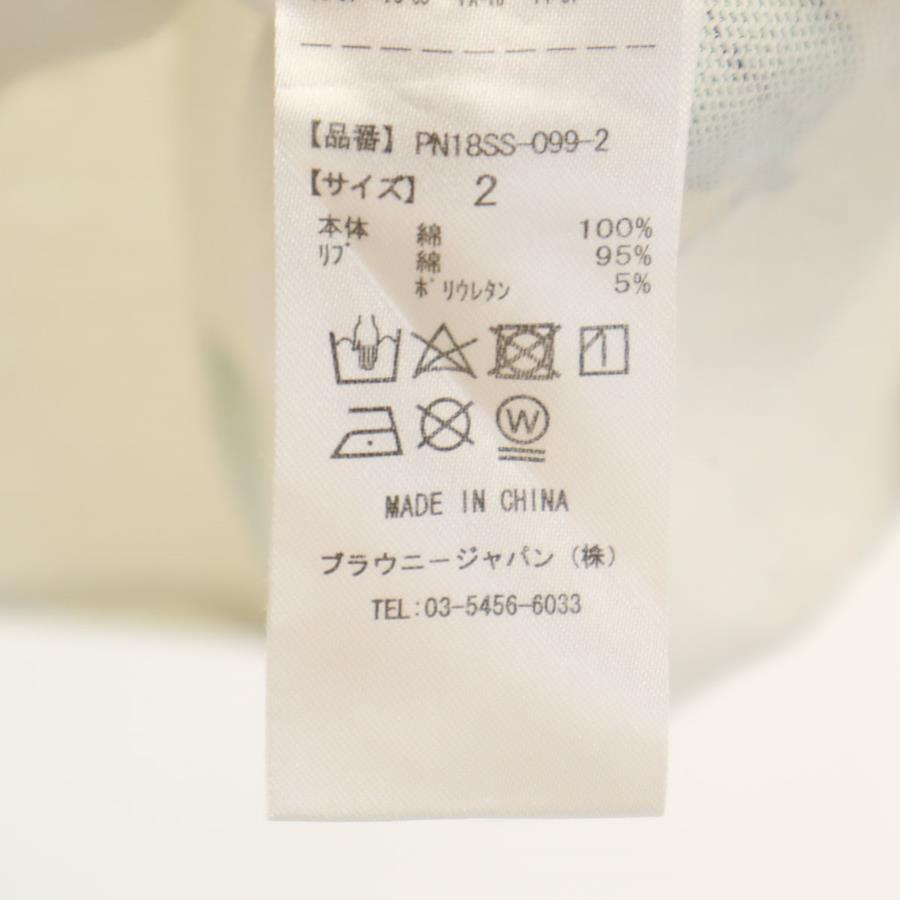 【品番】 PN18SS-099-2
【サイズ】 2
本体 綿 100%
リブ 綿 95%
ポリウレタン 5%
W
MADE IN CHINA
ブラウニージャパン（株）
TEL:03-5456-6033